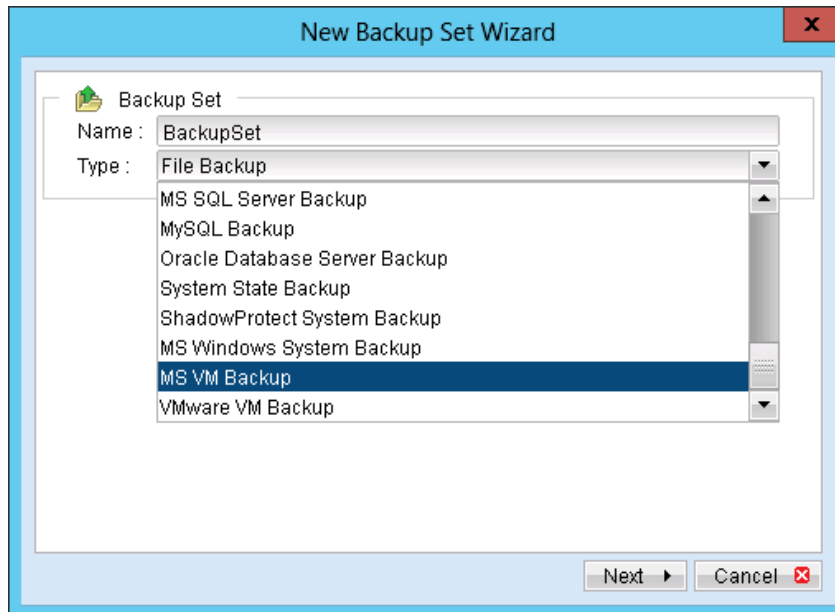 New Backup Set Wizard
x
Backup Set
Name : BackupSet
Type : File Backup
MS SQL Server Backup
MySQL Backup
Oracle Database Server Backup
System State Backup
ShadowProtect System Backup
MS Windows System Backup
MS VM Backup
VMware VM Backup
Next Cancel